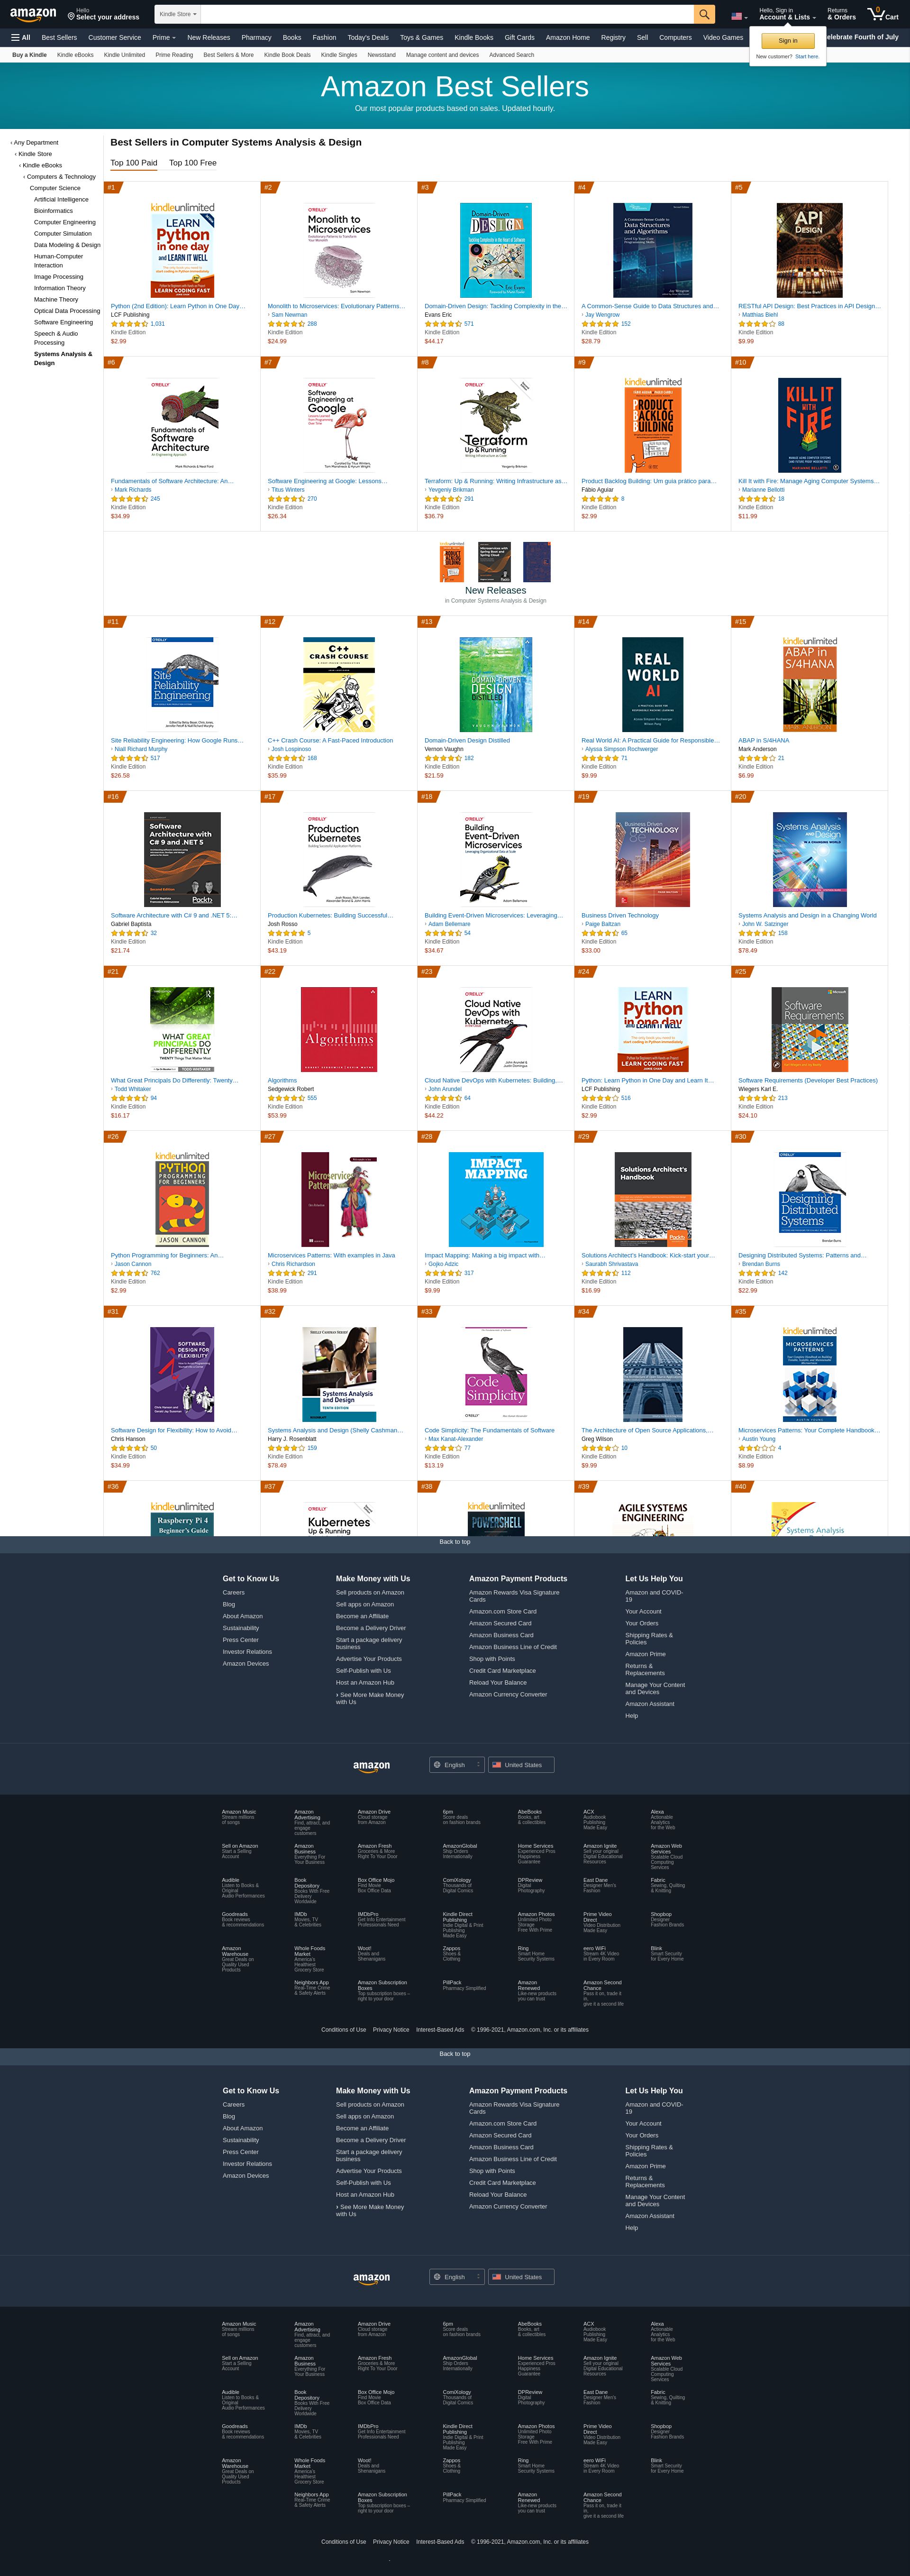 amazon
Hello
Select your address
Kindle Store
Hello, Sign in
Account & Lists
Returns
& Orders
0
Cart
All
Best Sellers
Customer Service
Prime
New Releases
Pharmacy
Books
Fashion
Today's Deals
Toys & Games
Kindle Books
Gift Cards
Amazon Home
Registry
Sell
Computers
Video Games
elebrate Fourth of July
Sign in
New customer? Start here.
Buy a Kindle
Kindle eBooks
Kindle Unlimited
Prime Reading
Best Sellers & More
Kindle Book Deals
Kindle Singles
Newsstand
Manage content and devices
Advanced Search
Amazon Best Sellers
Our most popular products based on sales. Updated hourly.
‹ Any Department
‹ Kindle Store
‹ Kindle eBooks
‹ Computers & Technology
Computer Science
Artificial Intelligence
Bioinformatics
Computer Engineering
Computer Simulation
Data Modeling & Design
Human-Computer
Interaction
Image Processing
Information Theory
Machine Theory
Optical Data Processing
Software Engineering
Speech & Audio
Processing
Systems Analysis &
Design
Best Sellers in Computer Systems Analysis & Design
Top 100 Paid
Top 100 Free
#1
Python (2nd Edition): Learn Python in One Day…
LCF Publishing
1,031
Kindle Edition
$2.99
#2
Monolith to Microservices: Evolutionary Patterns…
› Sam Newman
288
Kindle Edition
$24.99
#3
Domain-Driven Design: Tackling Complexity in the…
Evans Eric
571
Kindle Edition
$44.17
#4
A Common-Sense Guide to Data Structures and…
› Jay Wengrow
152
Kindle Edition
$28.79
#5
RESTful API Design: Best Practices in API Design…
› Matthias Biehl
88
Kindle Edition
$9.99
#6
Fundamentals of Software Architecture: An…
› Mark Richards
245
Kindle Edition
$34.99
#7
Software Engineering at Google: Lessons…
› Titus Winters
270
Kindle Edition
$26.34
#8
Terraform: Up & Running: Writing Infrastructure as…
› Yevgeniy Brikman
291
Kindle Edition
$36.79
#9
Product Backlog Building: Um guia prático para…
Fábio Aguiar
8
Kindle Edition
$2.99
#10
Kill It with Fire: Manage Aging Computer Systems…
› Marianne Bellotti
18
Kindle Edition
$11.99
New Releases
in Computer Systems Analysis & Design
#11
Site Reliability Engineering: How Google Runs…
› Niall Richard Murphy
517
Kindle Edition
$26.58
#12
C++ Crash Course: A Fast-Paced Introduction
› Josh Lospinoso
168
Kindle Edition
$35.99
#13
Domain-Driven Design Distilled
Vernon Vaughn
182
Kindle Edition
$21.59
#14
Real World AI: A Practical Guide for Responsible…
› Alyssa Simpson Rochwerger
71
Kindle Edition
$9.99
#15
ABAP in S/4HANA
Mark Anderson
21
Kindle Edition
$6.99
#16
Software Architecture with C# 9 and .NET 5:…
Gabriel Baptista
32
Kindle Edition
$21.74
#17
Production Kubernetes: Building Successful…
Josh Rosso
5
Kindle Edition
$43.19
#18
Building Event-Driven Microservices: Leveraging…
› Adam Bellemare
54
Kindle Edition
$34.67
#19
Business Driven Technology
› Paige Baltzan
65
Kindle Edition
$33.00
#20
Systems Analysis and Design in a Changing World
› John W. Satzinger
158
Kindle Edition
$78.49
#21
What Great Principals Do Differently: Twenty…
› Todd Whitaker
94
Kindle Edition
$16.17
#22
Algorithms
Sedgewick Robert
555
Kindle Edition
$53.99
#23
Cloud Native DevOps with Kubernetes: Building,…
› John Arundel
64
Kindle Edition
$44.22
#24
Python: Learn Python in One Day and Learn It…
LCF Publishing
516
Kindle Edition
$2.99
#25
Software Requirements (Developer Best Practices)
Wiegers Karl E.
213
Kindle Edition
$24.10
#26
Python Programming for Beginners: An…
› Jason Cannon
762
Kindle Edition
$2.99
#27
Microservices Patterns: With examples in Java
› Chris Richardson
291
Kindle Edition
$38.99
#28
Impact Mapping: Making a big impact with…
› Gojko Adzic
317
Kindle Edition
$9.99
#29
Solutions Architect's Handbook: Kick-start your…
› Saurabh Shrivastava
112
Kindle Edition
$16.99
#30
Designing Distributed Systems: Patterns and…
› Brendan Burns
142
Kindle Edition
$22.99
#31
Software Design for Flexibility: How to Avoid…
Chris Hanson
50
Kindle Edition
$34.99
#32
Systems Analysis and Design (Shelly Cashman…
Harry J. Rosenblatt
159
Kindle Edition
$78.49
#33
Code Simplicity: The Fundamentals of Software
› Max Kanat-Alexander
77
Kindle Edition
$13.19
#34
The Architecture of Open Source Applications,…
Greg Wilson
10
Kindle Edition
$9.99
#35
Microservices Patterns: Your Complete Handbook…
› Austin Young
4
Kindle Edition
$8.99
#36
Raspberry Pi 4
Beginner's Guide
#37
Kubernetes
Up & Running
#38
POWERSHELL
#39
AGILE SYSTEMS
ENGINEERING
#40
Systems Analysis
Back to top
Get to Know Us
Careers
Blog
About Amazon
Sustainability
Press Center
Investor Relations
Amazon Devices
Make Money with Us
Sell products on Amazon
Sell apps on Amazon
Become an Affiliate
Become a Delivery Driver
Start a package delivery
business
Advertise Your Products
Self-Publish with Us
Host an Amazon Hub
› See More Make Money
with Us
Amazon Payment Products
Amazon Rewards Visa Signature
Cards
Amazon.com Store Card
Amazon Secured Card
Amazon Business Card
Amazon Business Line of Credit
Shop with Points
Credit Card Marketplace
Reload Your Balance
Amazon Currency Converter
Let Us Help You
Amazon and COVID-
19
Your Account
Your Orders
Shipping Rates &
Policies
Amazon Prime
Returns &
Replacements
Manage Your Content
and Devices
Amazon Assistant
Help
amazon
English
United States
Amazon Music
Stream millions
of songs
Amazon
Advertising
Find, attract, and
engage
customers
Amazon Drive
Cloud storage
from Amazon
6pm
Score deals
on fashion brands
AbeBooks
Books, art
& collectibles
ACX
Audiobook
Publishing
Made Easy
Alexa
Actionable
Analytics
for the Web
Sell on Amazon
Start a Selling
Account
Amazon
Business
Everything For
Your Business
Amazon Fresh
Groceries & More
Right To Your Door
AmazonGlobal
Ship Orders
Internationally
Home Services
Experienced Pros
Happiness
Guarantee
Amazon Ignite
Sell your original
Digital Educational
Resources
Amazon Web
Services
Scalable Cloud
Computing
Services
Audible
Listen to Books &
Original
Audio Performances
Book
Depository
Books With Free
Delivery
Worldwide
Box Office Mojo
Find Movie
Box Office Data
ComiXology
Thousands of
Digital Comics
DPReview
Digital
Photography
East Dane
Designer Men's
Fashion
Fabric
Sewing, Quilting
& Knitting
Goodreads
Book reviews
& recommendations
IMDb
Movies, TV
& Celebrities
IMDbPro
Get Info Entertainment
Professionals Need
Kindle Direct
Publishing
Indie Digital & Print
Publishing
Made Easy
Amazon Photos
Unlimited Photo
Storage
Free With Prime
Prime Video
Direct
Video Distribution
Made Easy
Shopbop
Designer
Fashion Brands
Amazon
Warehouse
Great Deals on
Quality Used
Products
Whole Foods
Market
America's
Healthiest
Grocery Store
Woot!
Deals and
Shenanigans
Zappos
Shoes &
Clothing
Ring
Smart Home
Security Systems
eero WiFi
Stream 4K Video
in Every Room
Blink
Smart Security
for Every Home
Neighbors App
Real-Time Crime
& Safety Alerts
Amazon Subscription
Boxes
Top subscription boxes –
right to your door
PillPack
Pharmacy Simplified
Amazon
Renewed
Like-new products
you can trust
Amazon Second
Chance
Pass it on, trade it
in,
give it a second life
Conditions of Use
Privacy Notice
Interest-Based Ads
© 1996-2021, Amazon.com, Inc. or its affiliates
Back to top
Get to Know Us
Careers
Blog
About Amazon
Sustainability
Press Center
Investor Relations
Amazon Devices
Make Money with Us
Sell products on Amazon
Sell apps on Amazon
Become an Affiliate
Become a Delivery Driver
Start a package delivery
business
Advertise Your Products
Self-Publish with Us
Host an Amazon Hub
› See More Make Money
with Us
Amazon Payment Products
Amazon Rewards Visa Signature
Cards
Amazon.com Store Card
Amazon Secured Card
Amazon Business Card
Amazon Business Line of Credit
Shop with Points
Credit Card Marketplace
Reload Your Balance
Amazon Currency Converter
Let Us Help You
Amazon and COVID-
19
Your Account
Your Orders
Shipping Rates &
Policies
Amazon Prime
Returns &
Replacements
Manage Your Content
and Devices
Amazon Assistant
Help
amazon
English
United States
Amazon Music
Stream millions
of songs
Amazon
Advertising
Find, attract, and
engage
customers
Amazon Drive
Cloud storage
from Amazon
6pm
Score deals
on fashion brands
AbeBooks
Books, art
& collectibles
ACX
Audiobook
Publishing
Made Easy
Alexa
Actionable
Analytics
for the Web
Sell on Amazon
Start a Selling
Account
Amazon
Business
Everything For
Your Business
Amazon Fresh
Groceries & More
Right To Your Door
AmazonGlobal
Ship Orders
Internationally
Home Services
Experienced Pros
Happiness
Guarantee
Amazon Ignite
Sell your original
Digital Educational
Resources
Amazon Web
Services
Scalable Cloud
Computing
Services
Audible
Listen to Books &
Original
Audio Performances
Book
Depository
Books With Free
Delivery
Worldwide
Box Office Mojo
Find Movie
Box Office Data
ComiXology
Thousands of
Digital Comics
DPReview
Digital
Photography
East Dane
Designer Men's
Fashion
Fabric
Sewing, Quilting
& Knitting
Goodreads
Book reviews
& recommendations
IMDb
Movies, TV
& Celebrities
IMDbPro
Get Info Entertainment
Professionals Need
Kindle Direct
Publishing
Indie Digital & Print
Publishing
Made Easy
Amazon Photos
Unlimited Photo
Storage
Free With Prime
Prime Video
Direct
Video Distribution
Made Easy
Shopbop
Designer
Fashion Brands
Amazon
Warehouse
Great Deals on
Quality Used
Products
Whole Foods
Market
America's
Healthiest
Grocery Store
Woot!
Deals and
Shenanigans
Zappos
Shoes &
Clothing
Ring
Smart Home
Security Systems
eero WiFi
Stream 4K Video
in Every Room
Blink
Smart Security
for Every Home
Neighbors App
Real-Time Crime
& Safety Alerts
Amazon Subscription
Boxes
Top subscription boxes –
right to your door
PillPack
Pharmacy Simplified
Amazon
Renewed
Like-new products
you can trust
Amazon Second
Chance
Pass it on, trade it
in,
give it a second life
Conditions of Use
Privacy Notice
Interest-Based Ads
© 1996-2021, Amazon.com, Inc. or its affiliates